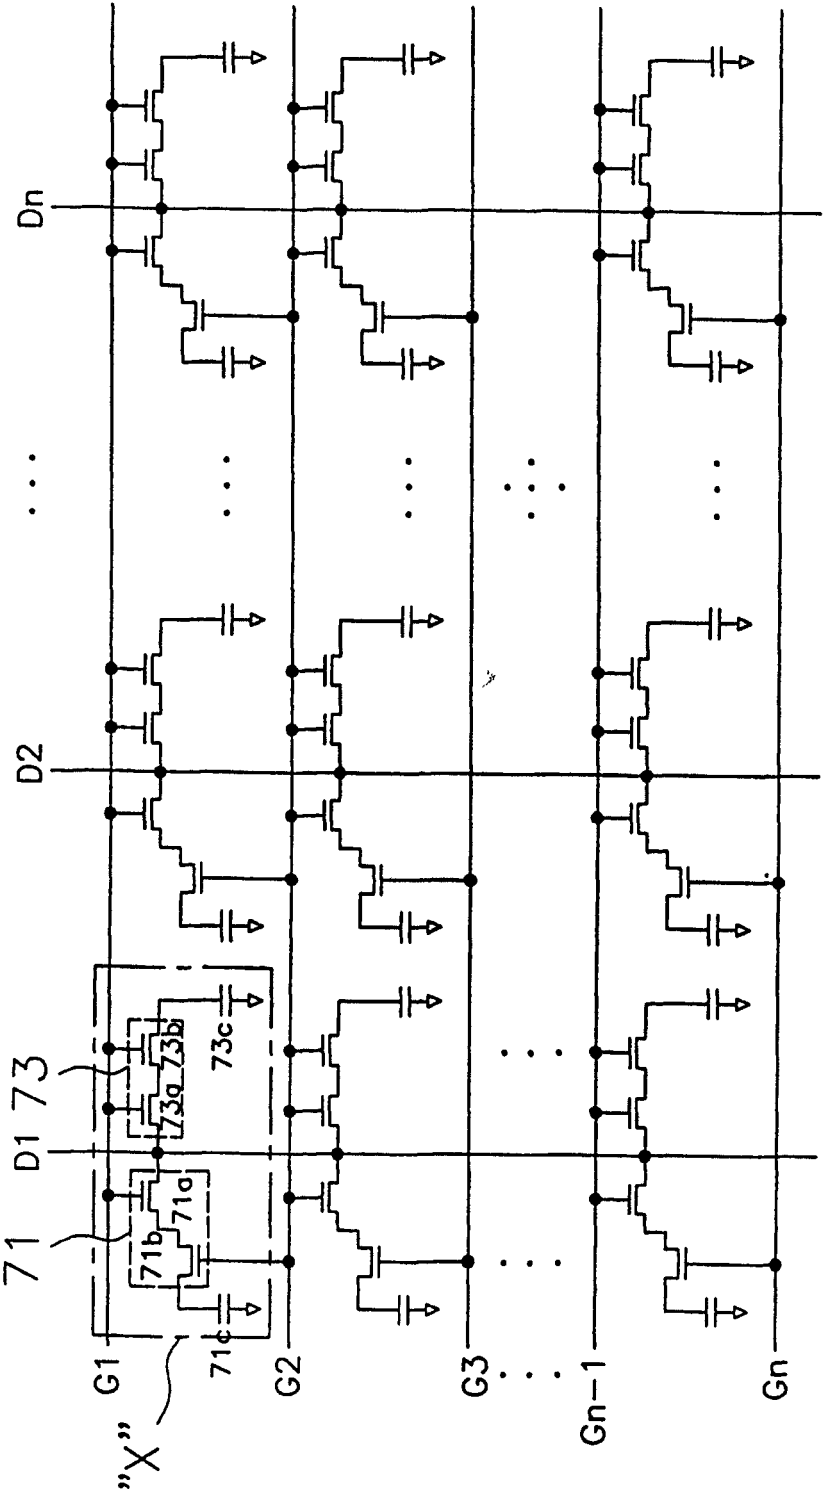 71 D1 73 D2 Dn
...
G1
71b 71a 73a 73b
71c 73c
"X"
...
G2
...
G3
...
Gn-1
...
Gn